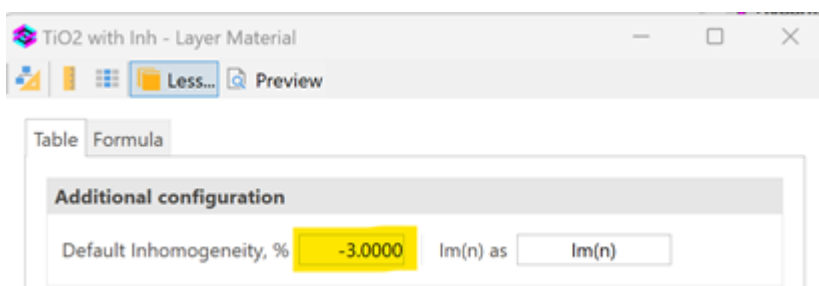 TiO2 with Inh - Layer Material
Less... Preview
Table Formula
Additional configuration
Default Inhomogeneity, % -3.0000 Im(n) as Im(n)